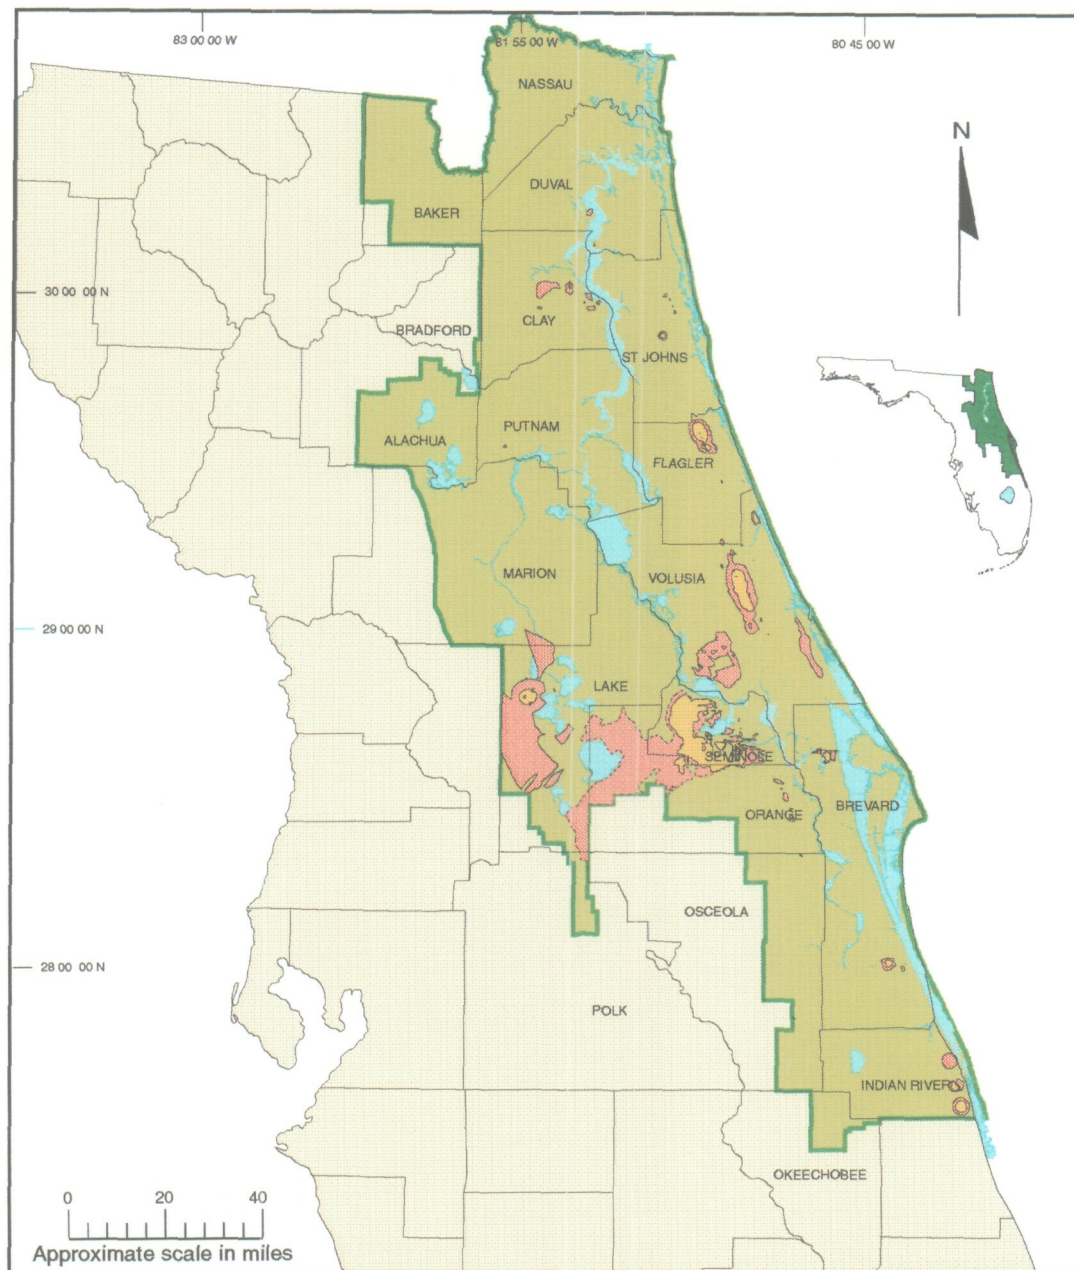 83 00 00 W
81 55 00 W
80 45 00 W
NASSAU
N
DUVAL
BAKER
30 00 00 N
CLAY
BRADFORD
ST JOHNS
PUTNAM
ALACHUA
FLAGLER
MARION
VOLUSIA
29 00 00 N
LAKE
SEMINOLE
BREVARD
ORANGE
OSCEOLA
28 00 00 N
POLK
INDIAN RIVER
OKEECHOBEE
0 20 40
Approximate scale in miles